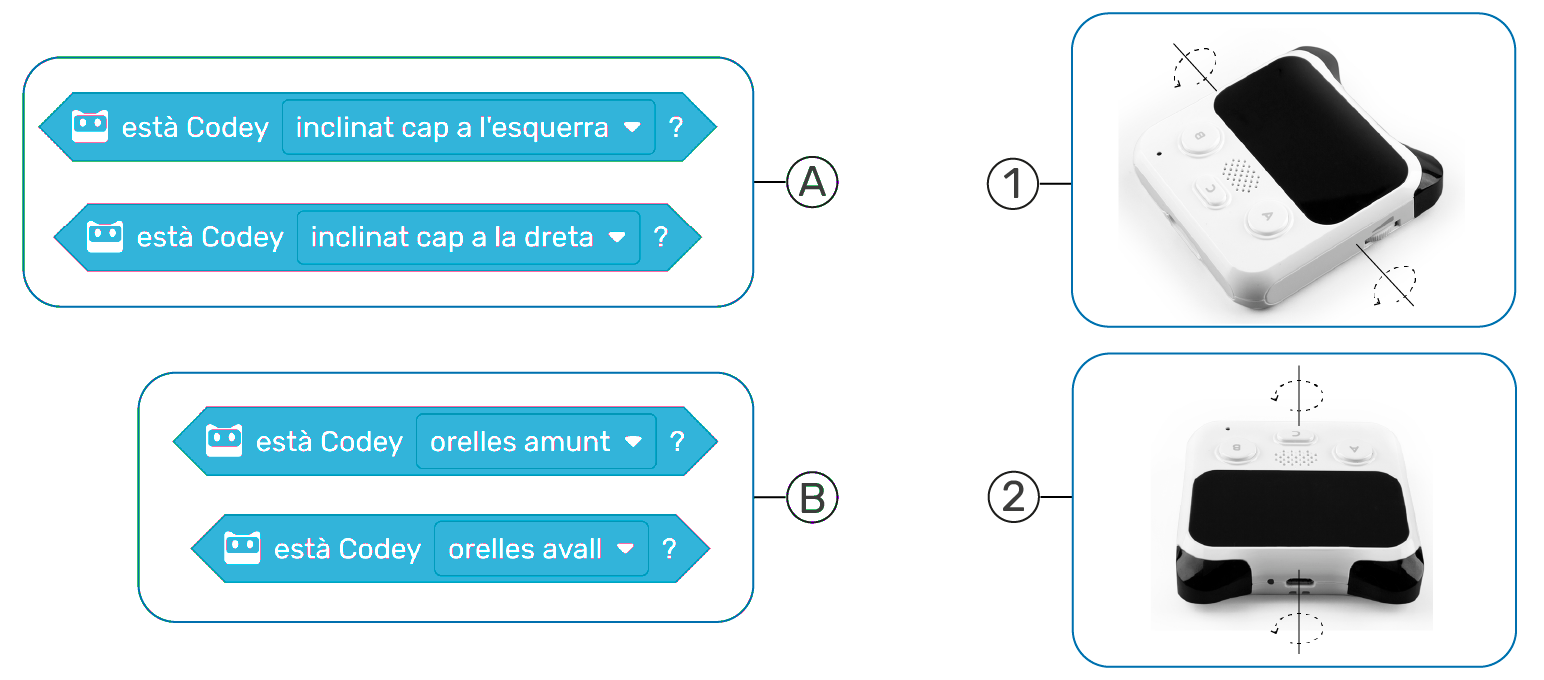 està Codey inclinat cap a l'esquerra ?
està Codey inclinat cap a la dreta ?
A
1
B
C
A
està Codey orelles amunt ?
està Codey orelles avall ?
B
2
C
B
A